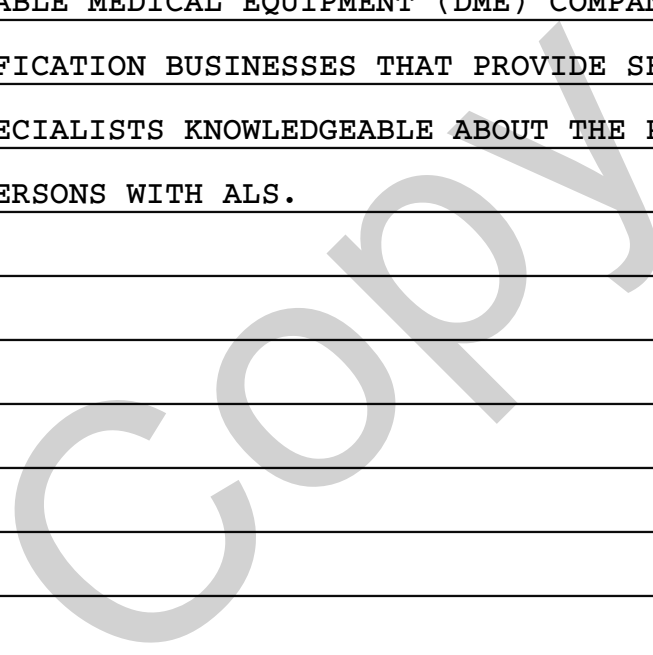 ABLE MEDICAL EQUIPMENT (DME) COMPA
FICATION BUSINESSES THAT PROVIDE S
ECIALISTS KNOWLEDGEABLE ABOUT THE
ERSONS WITH ALS.
Copy